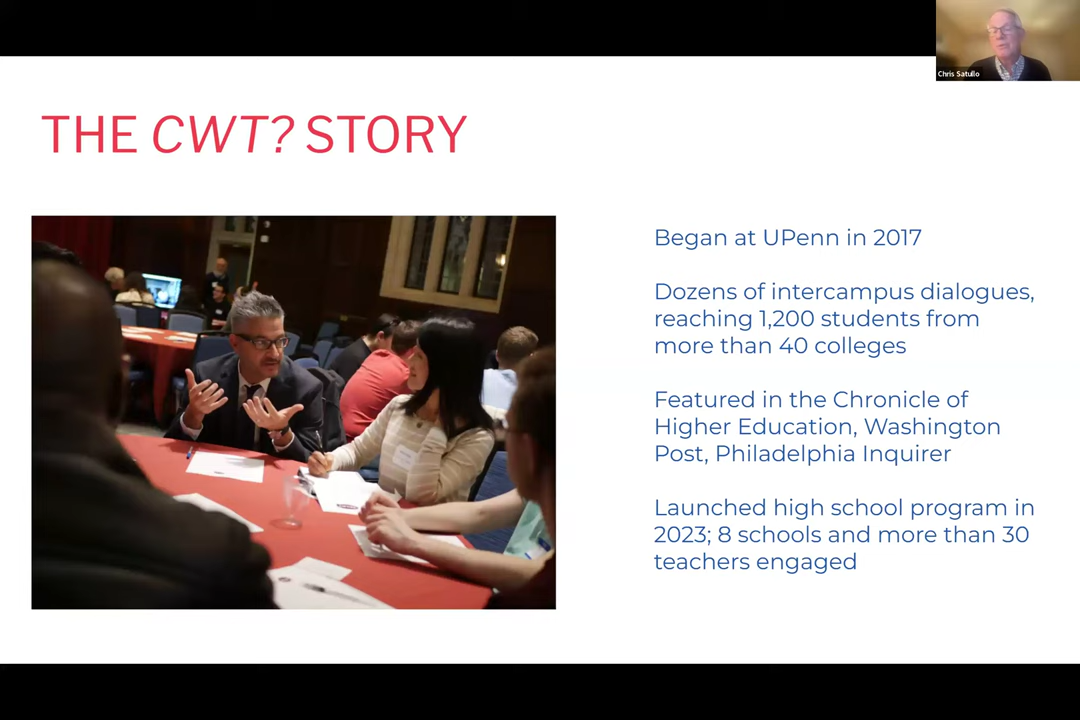 Chris Satullo
THE CWT? STORY
Began at UPenn in 2017
Dozens of intercampus dialogues,
reaching 1,200 students from
more than 40 colleges
Featured in the Chronicle of
Higher Education, Washington
Post, Philadelphia Inquirer
Launched high school program in
2023; 8 schools and more than 30
teachers engaged